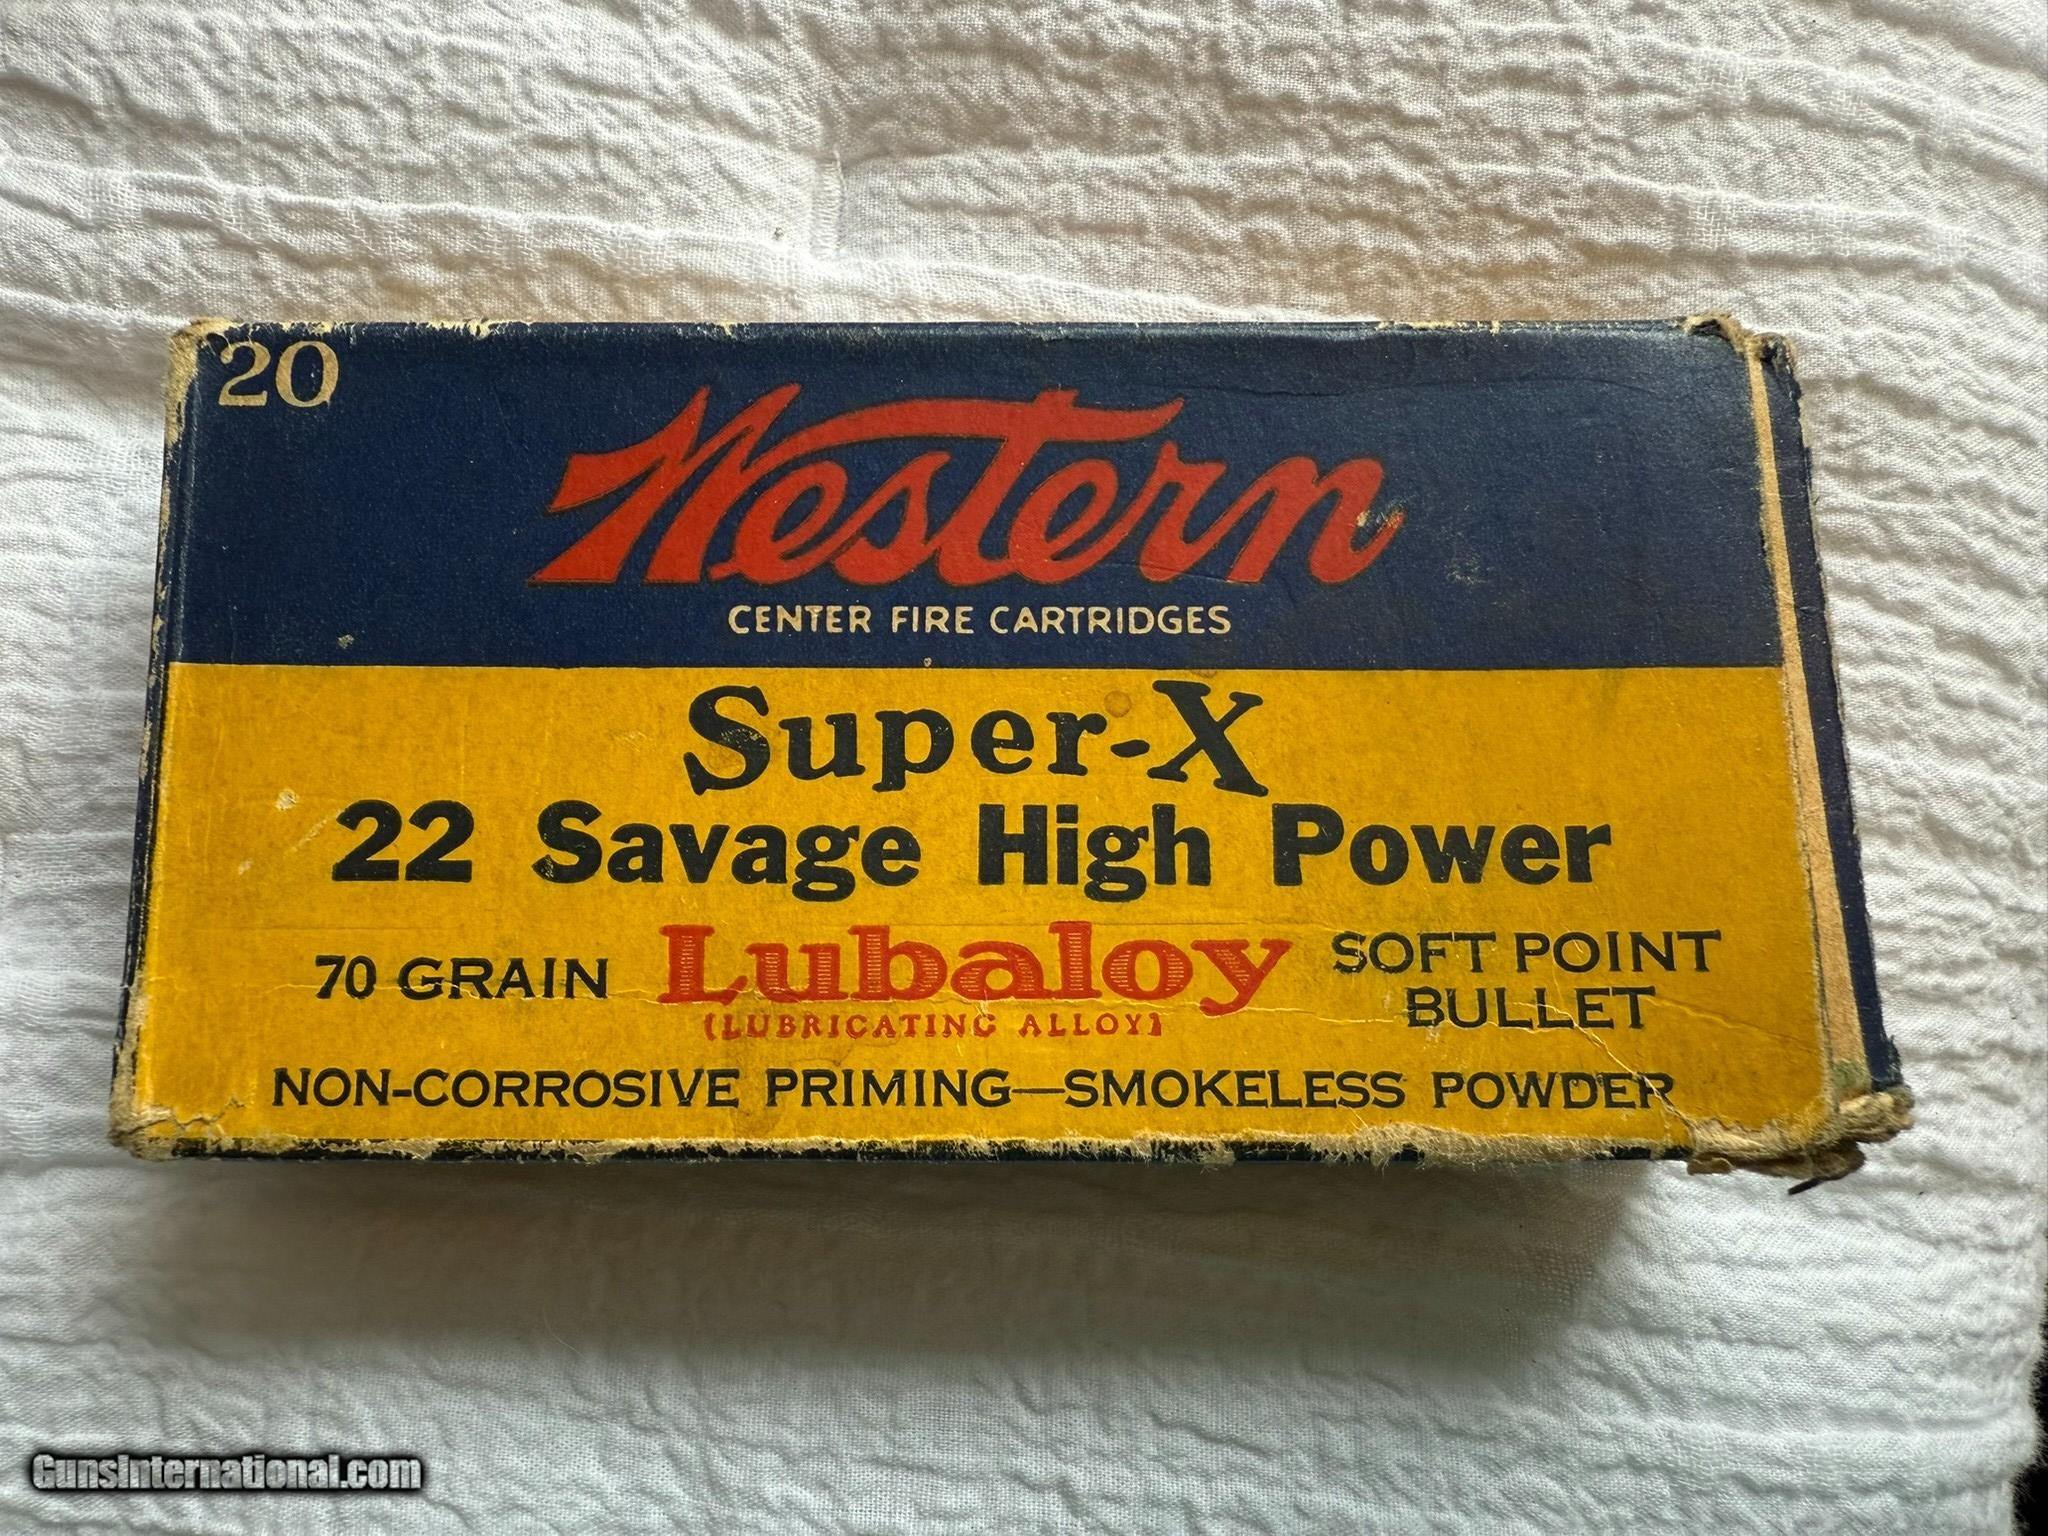 20
Western
CENTER FIRE CARTRIDGES
Super-X
22 Savage High Power
70 GRAIN Lubaloy SOFT POINT
(LUBRICATING ALLOY) BULLET
NON-CORROSIVE PRIMING—SMOKELESS POWDER
GunsInternational.com